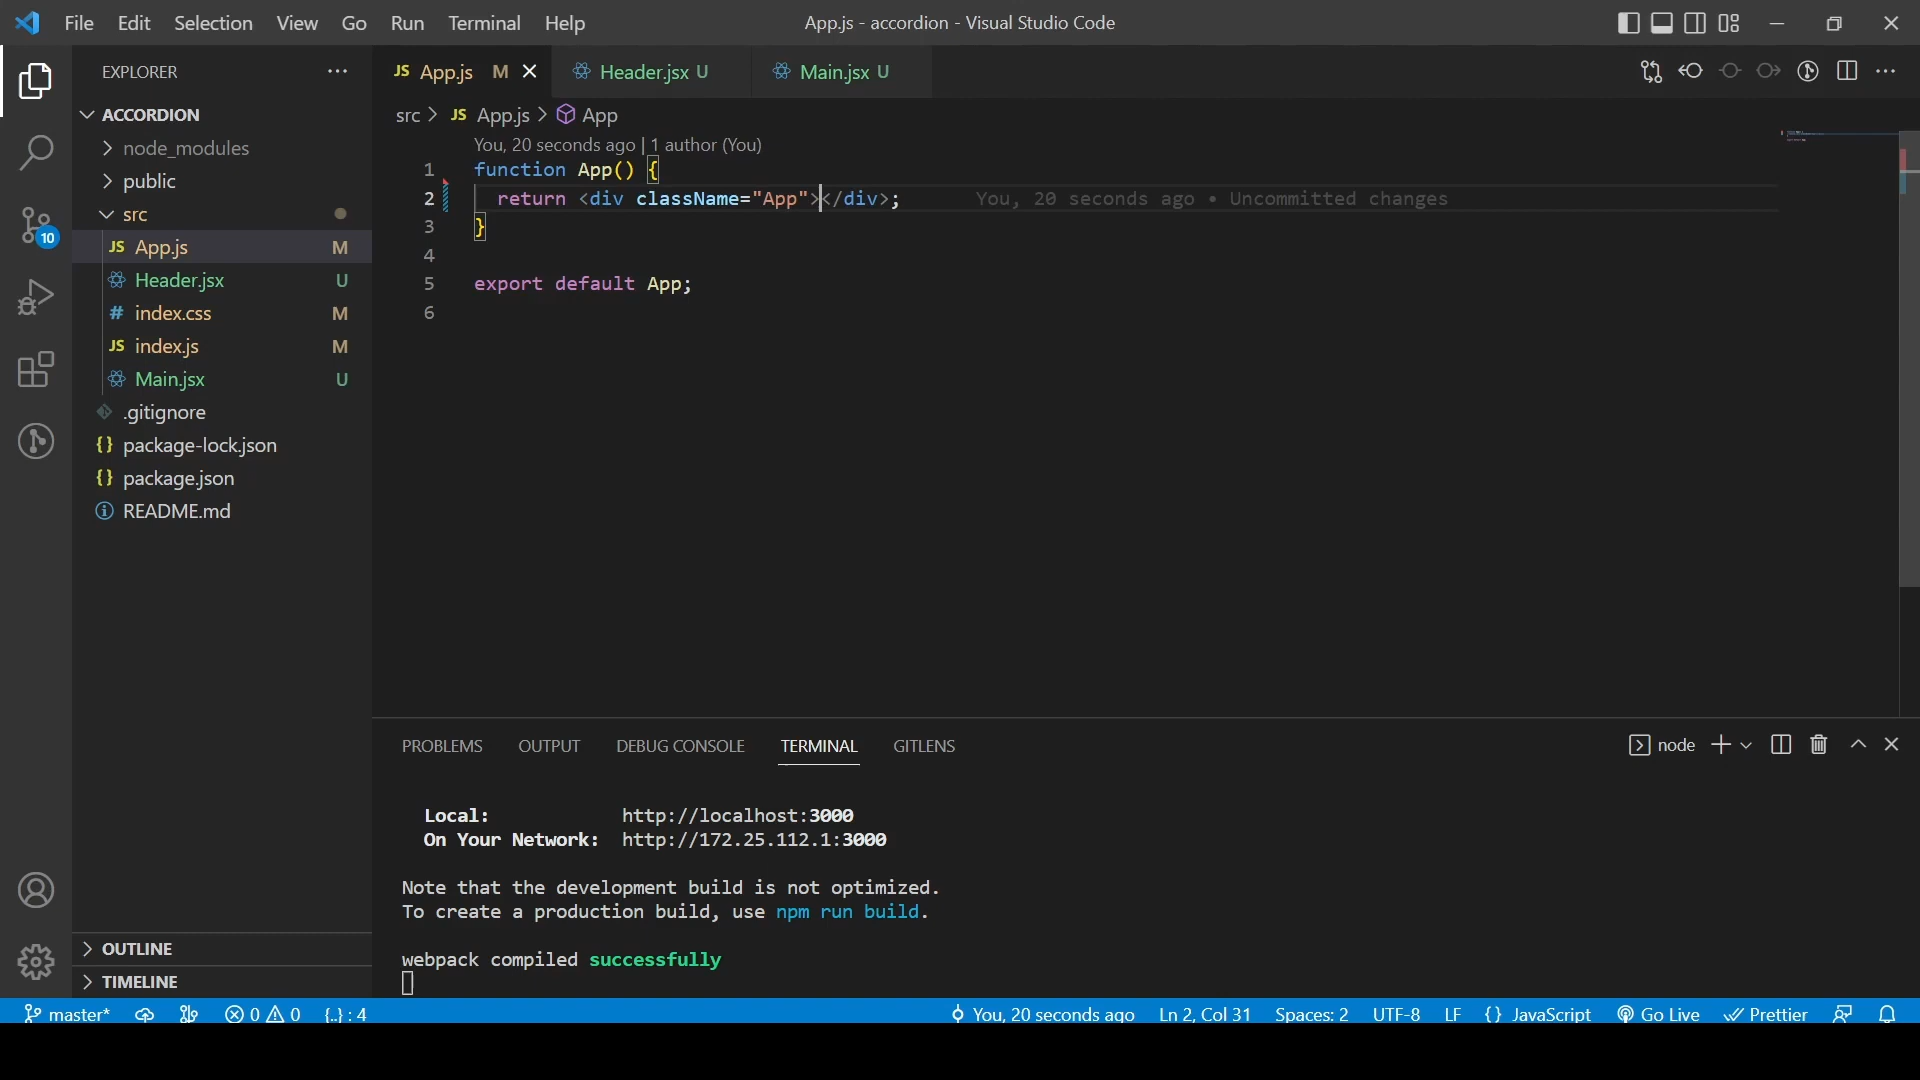 File Edit Selection View Go Run Terminal Help App.js - accordion - Visual Studio Code
EXPLORER
ACCORDION
node_modules
public
src
JS App.js M
Header.jsx U
# index.css M
JS index.js M
Main.jsx U
.gitignore
{} package-lock.json
{} package.json
README.md
OUTLINE
TIMELINE
10
JS App.js M Header.jsx U Main.jsx U
src > JS App.js > App
You, 20 seconds ago | 1 author (You)
1 function App() {
2 return <div className="App"></div>; You, 20 seconds ago • Uncommitted changes
3 }
4
5 export default App;
6
PROBLEMS OUTPUT DEBUG CONSOLE TERMINAL GITLENS node
Local: http://localhost:3000
On Your Network: http://172.25.112.1:3000
Note that the development build is not optimized.
To create a production build, use npm run build.
webpack compiled successfully
master* 0 0 {..} : 4 You, 20 seconds ago Ln 2, Col 31 Spaces: 2 UTF-8 LF {} JavaScript Go Live Prettier